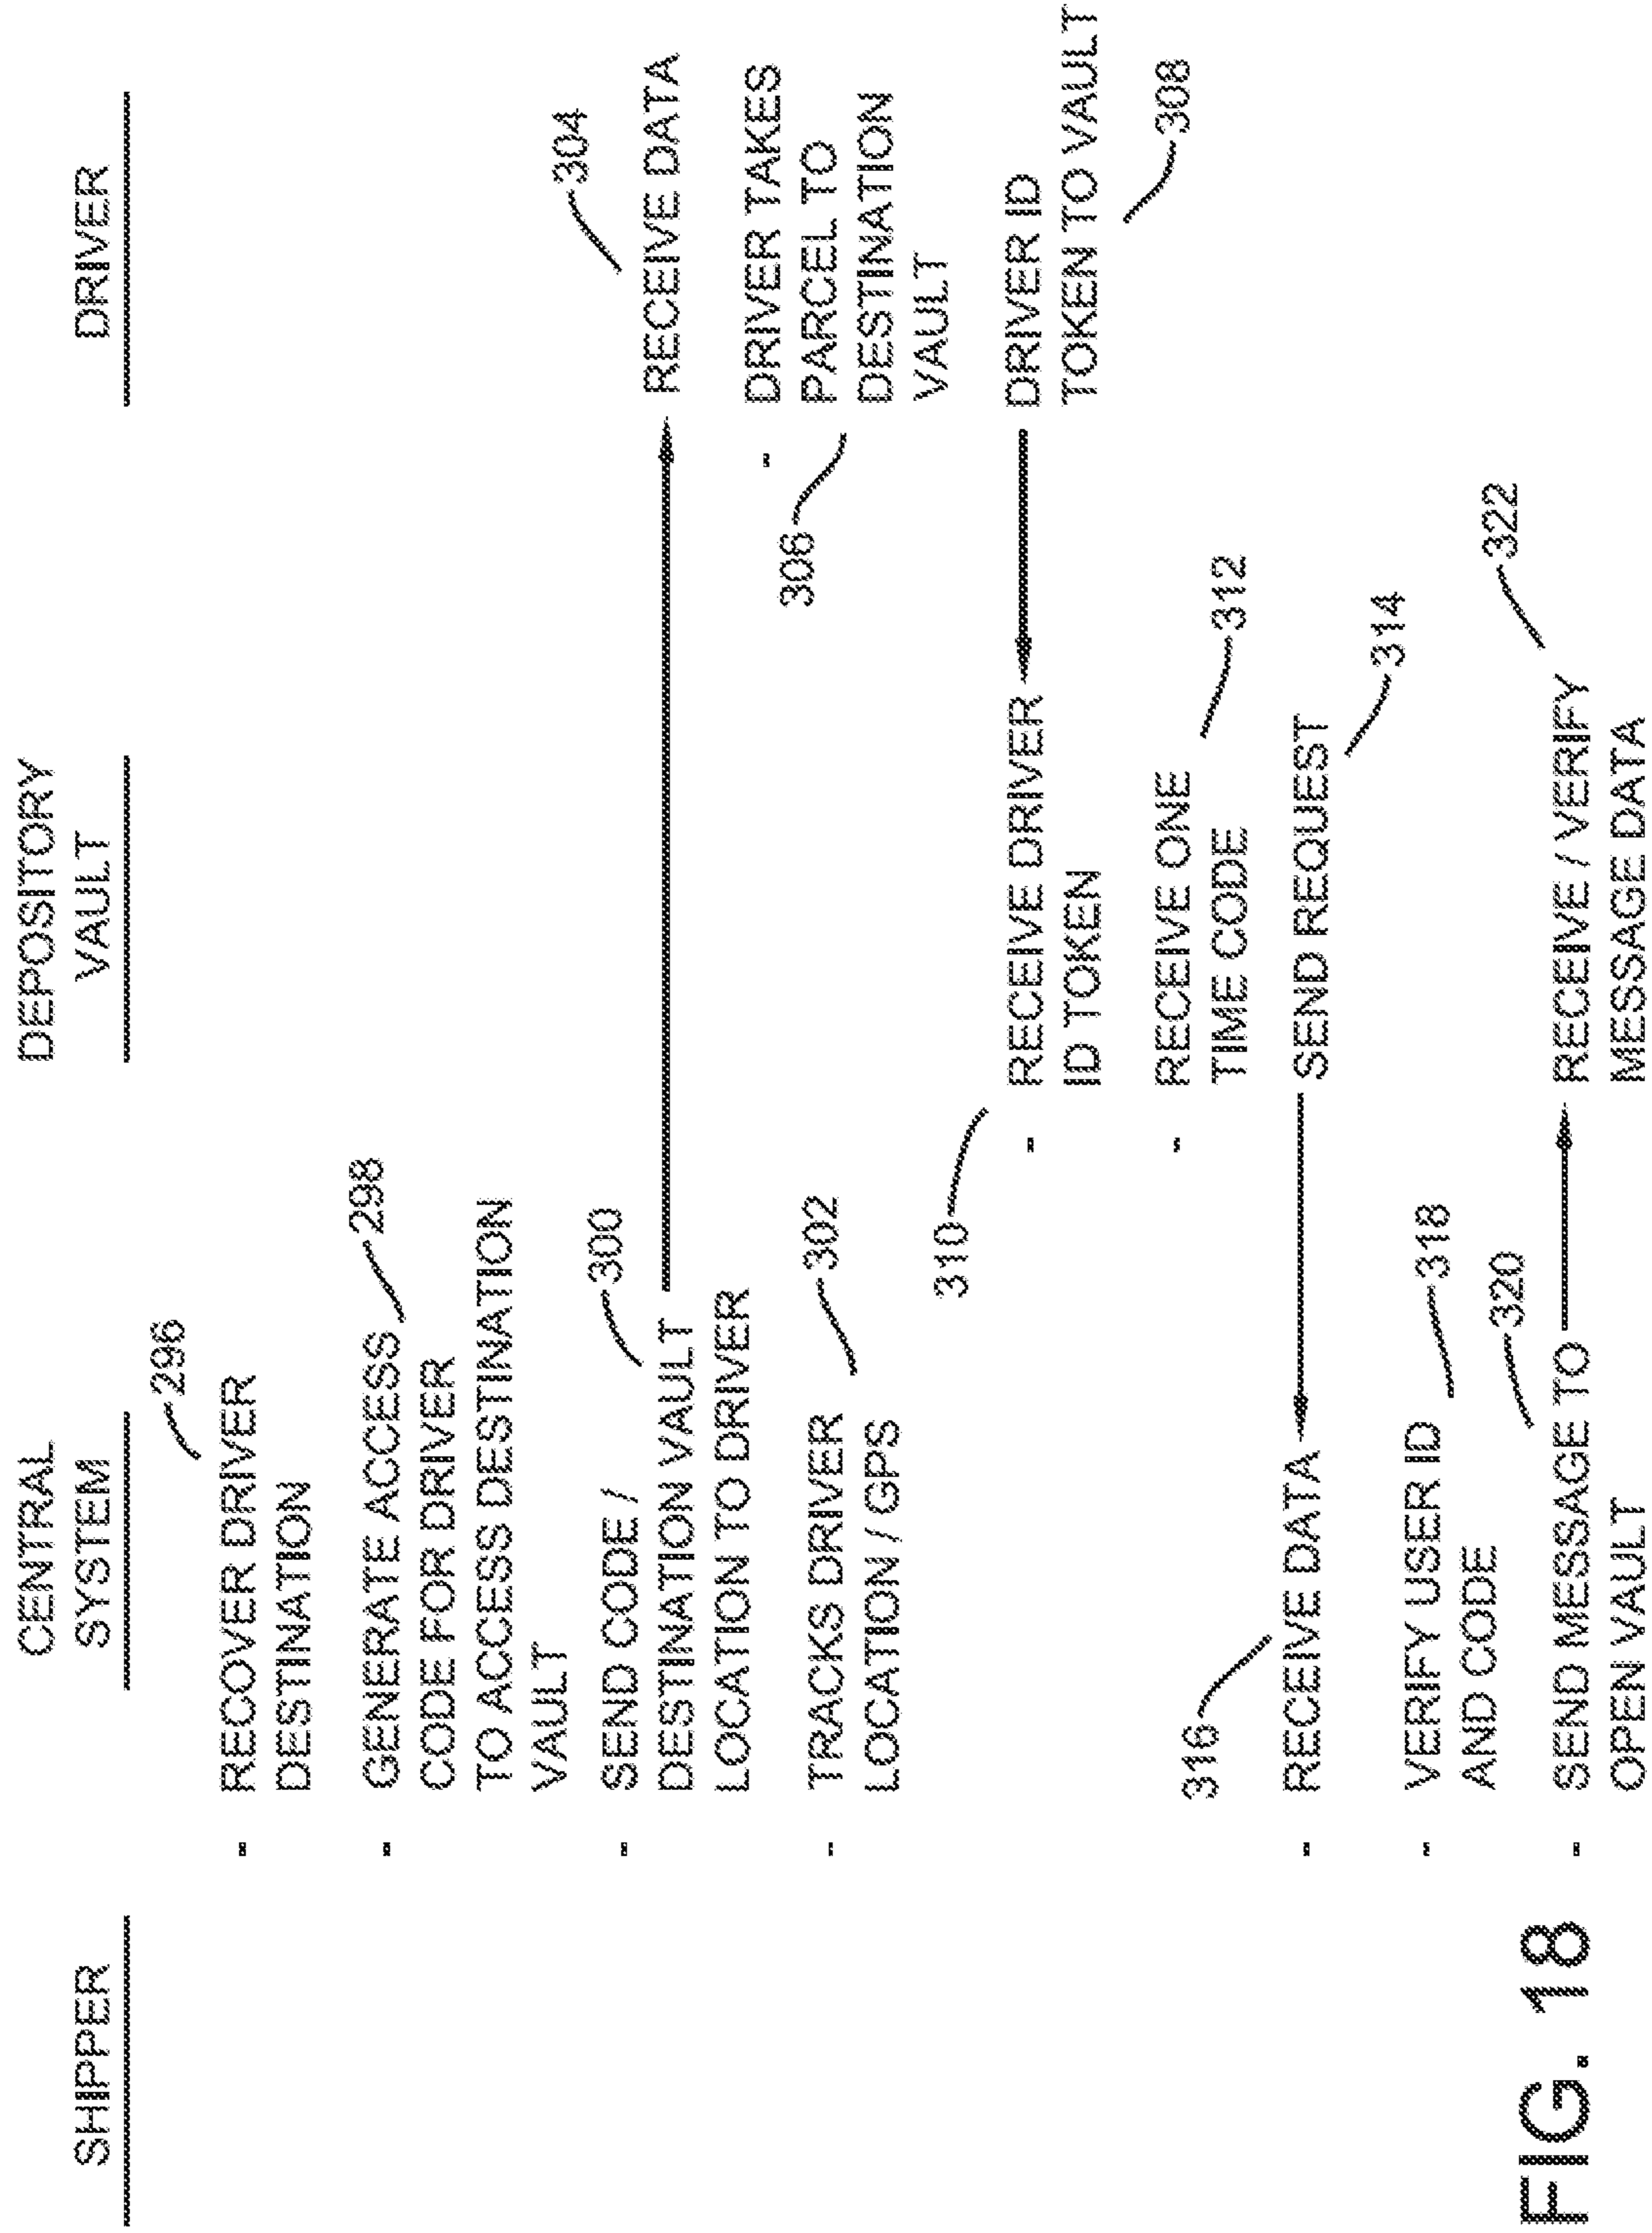 SHIPPER
CENTRAL
SYSTEM
DEPOSITORY
VAULT
DRIVER
296
RECOVER DRIVER
DESTINATION
298
GENERATE ACCESS
CODE FOR DRIVER
TO ACCESS DESTINATION
VAULT
300
SEND CODE /
DESTINATION VAULT
LOCATION TO DRIVER
304
RECEIVE DATA
302
TRACKS DRIVER
LOCATION / GPS
306
DRIVER TAKES
PARCEL TO
DESTINATION
VAULT
DRIVER ID
TOKEN TO VAULT
308
310
RECEIVE DRIVER
ID TOKEN
RECEIVE ONE
TIME CODE
312
SEND REQUEST
314
316
RECEIVE DATA
VERIFY USER ID
AND CODE
318
320
SEND MESSAGE TO
OPEN VAULT
322
RECEIVE / VERIFY
MESSAGE DATA
FIG. 18